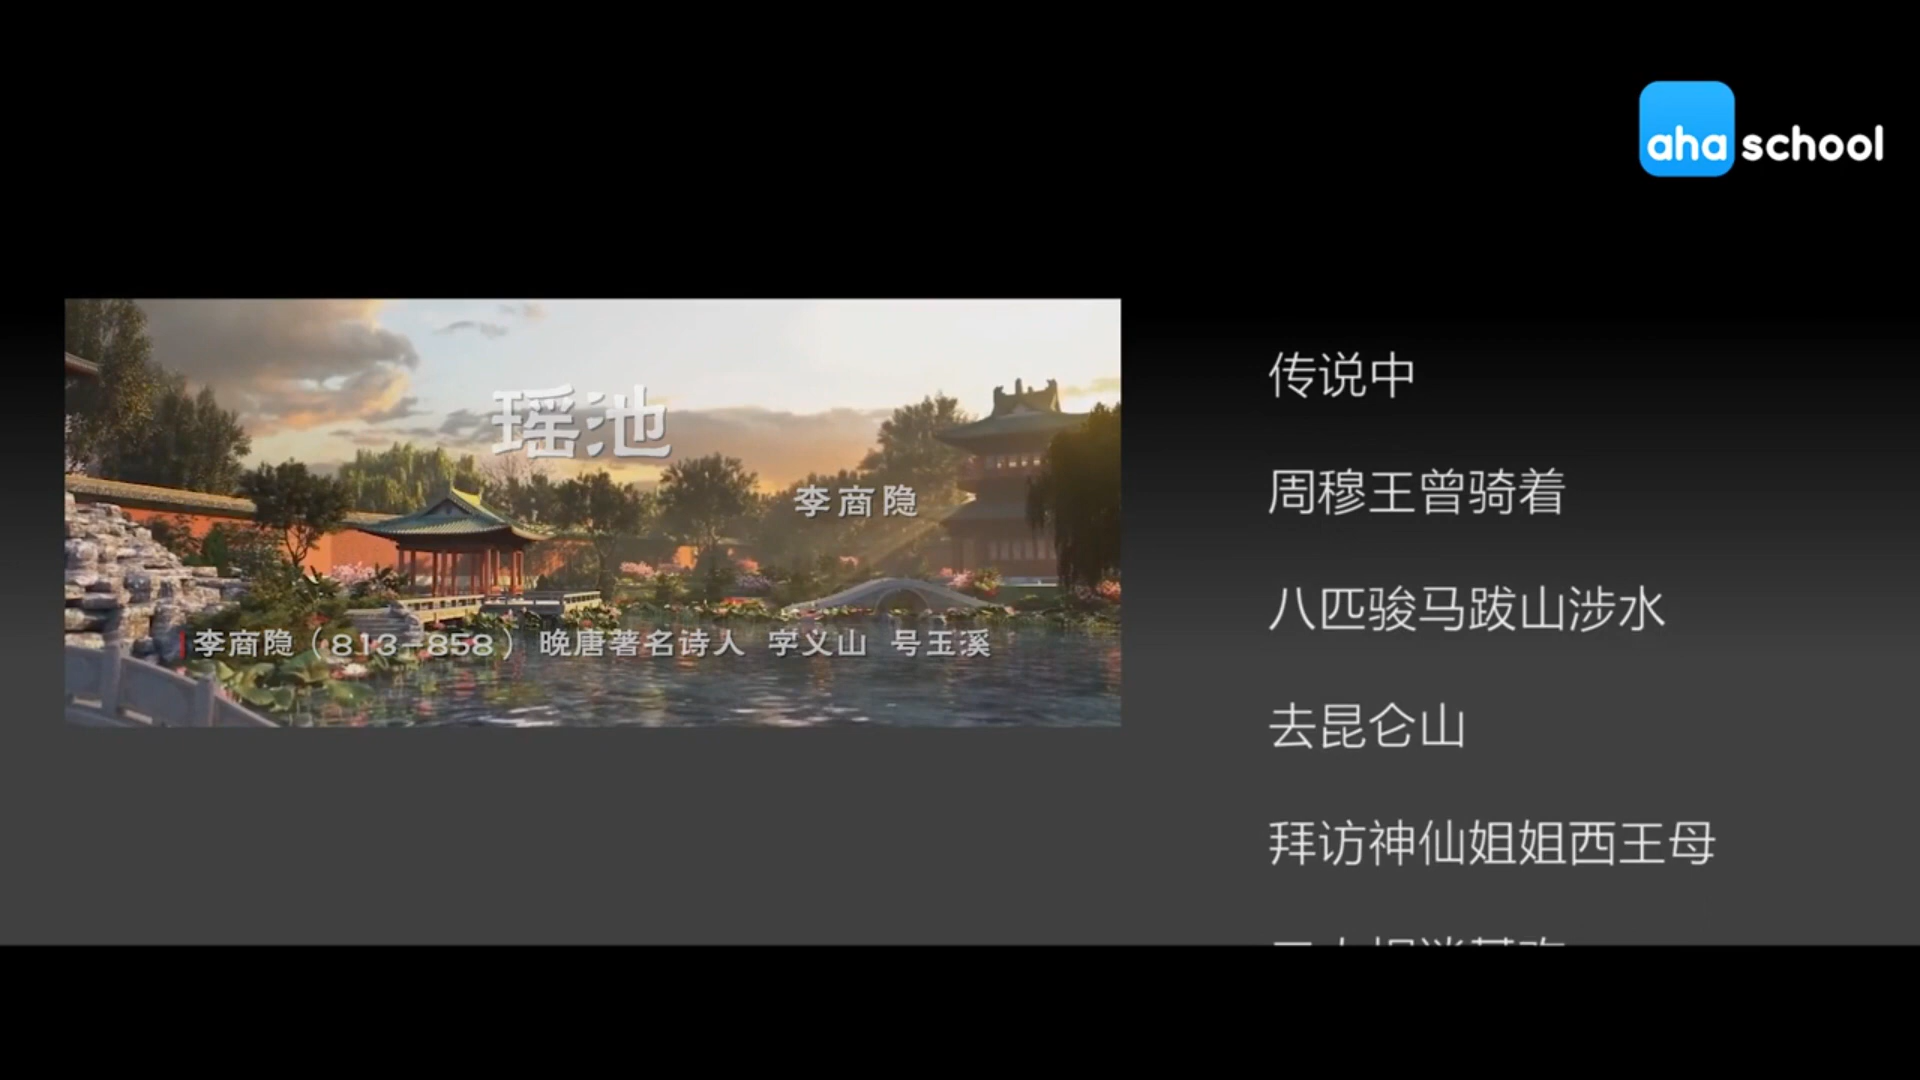 aha school
瑶池
李商隐
李商隐（813-858） 晚唐著名诗人 字义山 号玉溪
传说中
周穆王曾骑着
八匹骏马跋山涉水
去昆仑山
拜访神仙姐姐西王母